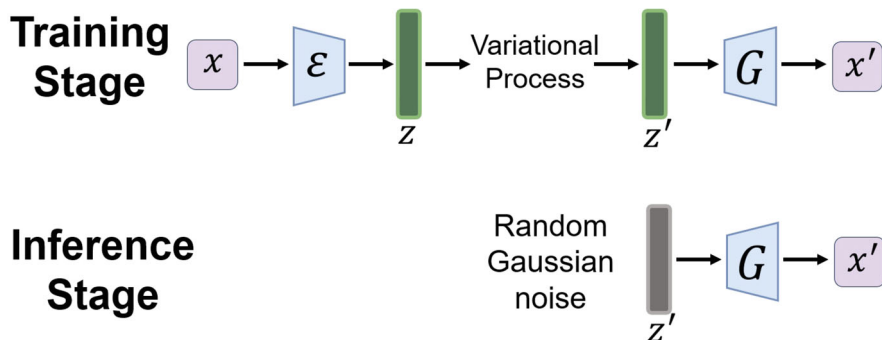 Training
Stage
x
ε
z
Variational
Process
z′
G
x′
Inference
Stage
Random
Gaussian
noise
z′
G
x′